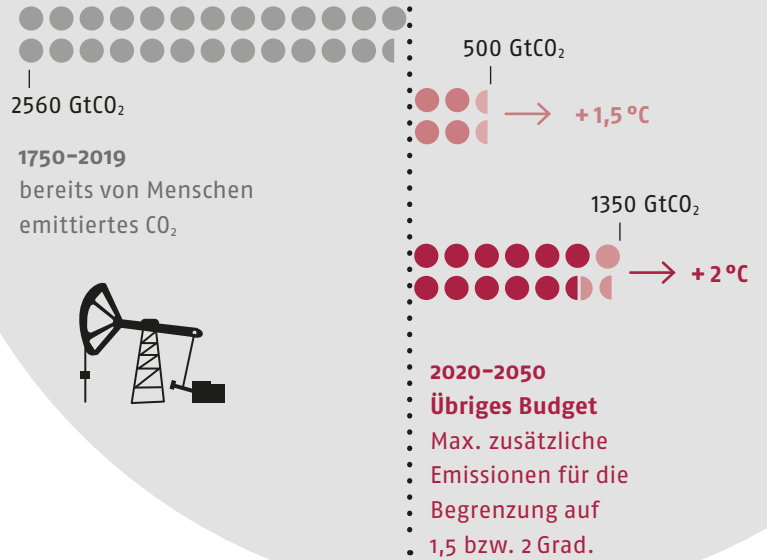 2560 GtCO₂
1750–2019
bereits von Menschen
emittiertes CO₂
500 GtCO₂
+ 1,5 °C
1350 GtCO₂
+ 2 °C
2020–2050
Übriges Budget
Max. zusätzliche
Emissionen für die
Begrenzung auf
1,5 bzw. 2 Grad.